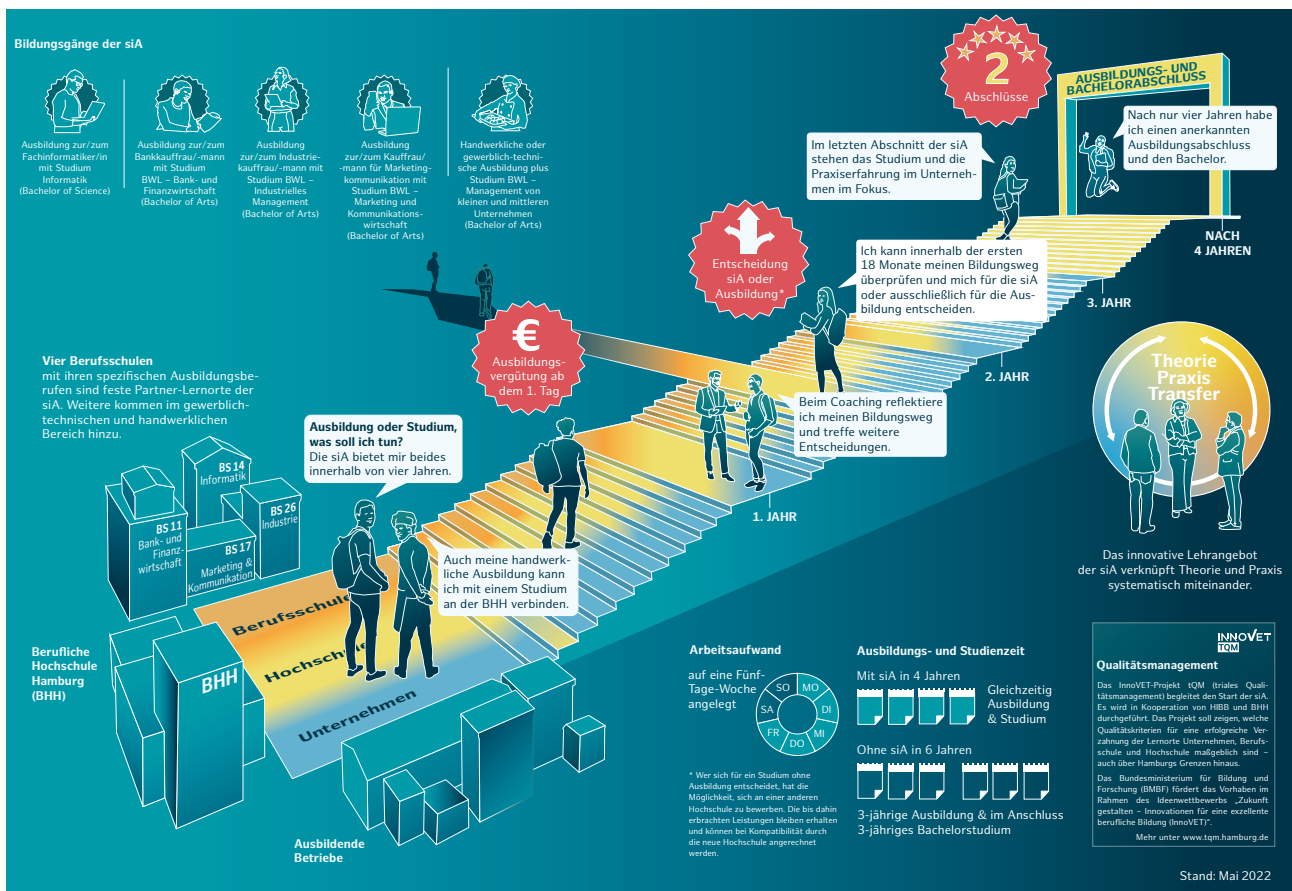 Bildungsgänge der siA
Ausbildung zur/zum
Fachinformatiker/in
mit Studium
Informatik
(Bachelor of Science)
Ausbildung zur/zum
Bankkauffrau/-mann
mit Studium
BWL – Bank- und
Finanzwirtschaft
(Bachelor of Arts)
Ausbildung
zur/zum Industrie-
kauffrau/-mann mit
Studium BWL –
Industrielles
Management
(Bachelor of Arts)
Ausbildung
zur/zum Kauffrau/
-mann für Marketing-
kommunikation mit
Studium BWL –
Marketing und
Kommunikations-
wirtschaft
(Bachelor of Arts)
Handwerkliche oder
gewerblich-techni-
sche Ausbildung plus
Studium BWL –
Management von
kleinen und mittleren
Unternehmen
(Bachelor of Arts)
2
Abschlüsse
AUSBILDUNGS- UND
BACHELORABSCHLUSS
Nach nur vier Jahren habe
ich einen anerkannten
Ausbildungsabschluss
und den Bachelor.
Im letzten Abschnitt der siA
stehen das Studium und die
Praxiserfahrung im Unterneh-
men im Fokus.
NACH
4 JAHREN
Entscheidung
siA oder
Ausbildung*
Ich kann innerhalb der ersten
18 Monate meinen Bildungsweg
überprüfen und mich für die siA
oder ausschließlich für die Aus-
bildung entscheiden.
3. JAHR
€
Ausbildungs-
vergütung ab
dem 1. Tag
2. JAHR
Theorie
Praxis
Transfer
Vier Berufsschulen
mit ihren spezifischen Ausbildungsbe-
rufen sind feste Partner-Lernorte der
siA. Weitere kommen im gewerblich-
technischen und handwerklichen
Bereich hinzu.
Ausbildung oder Studium,
was soll ich tun?
Die siA bietet mir beides
innerhalb von vier Jahren.
Beim Coaching reflektiere
ich meinen Bildungsweg
und treffe weitere
Entscheidungen.
1. JAHR
BS 14
Informatik
BS 26
Industrie
BS 11
Bank- und
Finanz-
wirtschaft
BS 17
Marketing &
Kommunikation
Auch meine handwerk-
liche Ausbildung kann
ich mit einem Studium
an der BHH verbinden.
Das innovative Lehrangebot
der siA verknüpft Theorie und Praxis
systematisch miteinander.
Berufsschule
Hochschule
Unternehmen
Berufliche
Hochschule
Hamburg
(BHH)
BHH
Ausbildende
Betriebe
Arbeitsaufwand
auf eine Fünf-
Tage-Woche
angelegt
SO
MO
DI
MI
DO
FR
SA
* Wer sich für ein Studium ohne
Ausbildung entscheidet, hat die
Möglichkeit, sich an einer anderen
Hochschule zu bewerben. Die bis dahin
erbrachten Leistungen bleiben erhalten
und können bei Kompatibilität durch
die neue Hochschule angerechnet
werden.
Ausbildungs- und Studienzeit
Mit siA in 4 Jahren
Gleichzeitig
Ausbildung
& Studium
Ohne siA in 6 Jahren
3-jährige Ausbildung & im Anschluss
3-jähriges Bachelorstudium
INNOVET
TQM
Qualitätsmanagement
Das InnoVET-Projekt tQM (triales Quali-
tätsmanagement) begleitet den Start der siA.
Es wird in Kooperation von HIBB und BHH
durchgeführt. Das Projekt soll zeigen, welche
Qualitätskriterien für eine erfolgreiche Ver-
zahnung der Lernorte Unternehmen, Berufs-
schule und Hochschule maßgeblich sind –
auch über Hamburgs Grenzen hinaus.
Das Bundesministerium für Bildung und
Forschung (BMBF) fördert das Vorhaben im
Rahmen des Ideenwettbewerbs „Zukunft
gestalten – Innovationen für eine exzellente
berufliche Bildung (InnoVET)“.
Mehr unter www.tqm.hamburg.de
Stand: Mai 2022